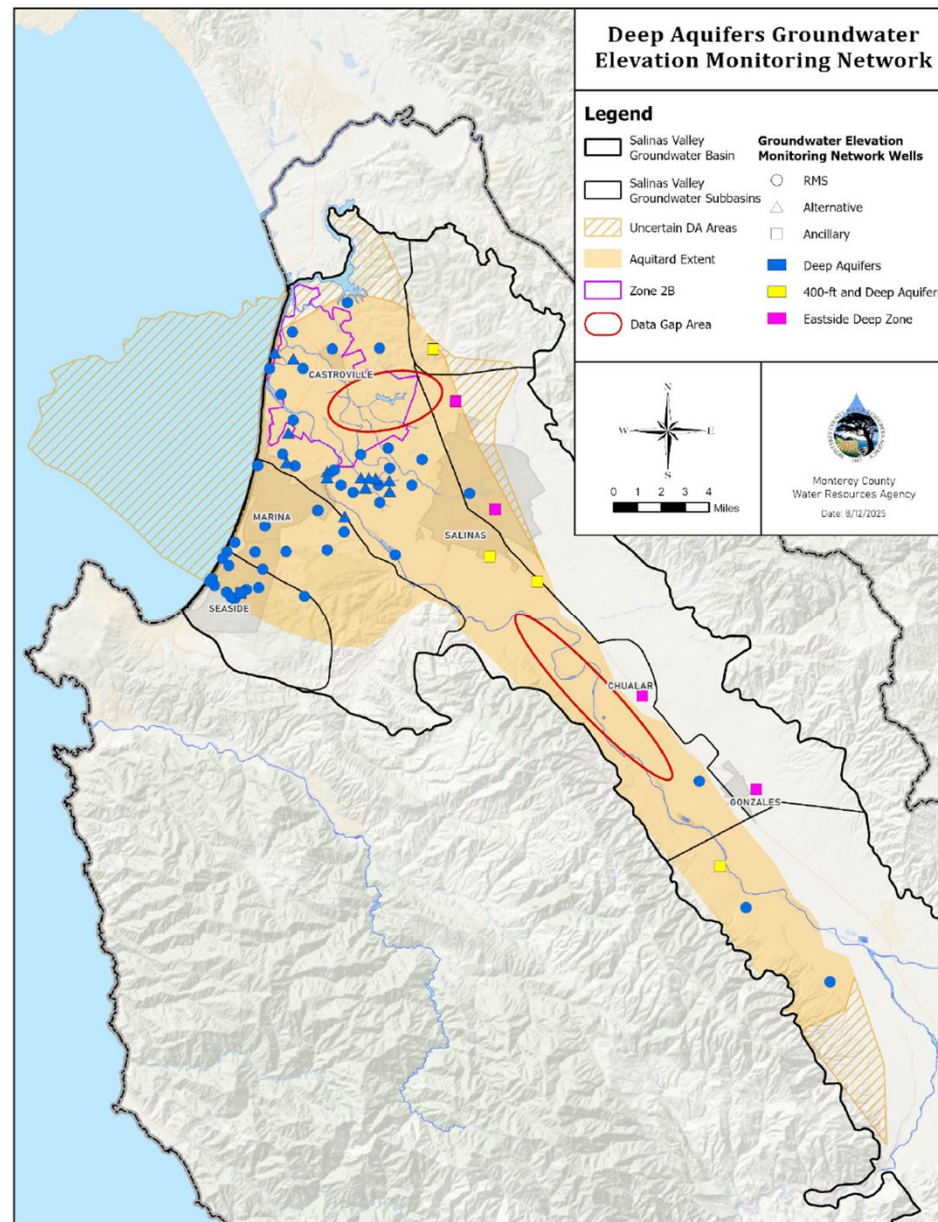 Deep Aquifers Groundwater
Elevation Monitoring Network
Legend
Salinas Valley
Groundwater Basin
Salinas Valley
Groundwater Subbasins
Uncertain DA Areas
Aquitard Extent
Zone 2B
Data Gap Area
Groundwater Elevation
Monitoring Network Wells
RMS
Alternative
Ancillary
Deep Aquifers
400-ft and Deep Aquifers
Eastside Deep Zone
N
W
E
S
0 1 2 3 4
Miles
Monterey County
Water Resources Agency
Date: 8/12/2025
CASTROVILLE
MARINA
SALINAS
SEASIDE
CHUALAR
GONZALES